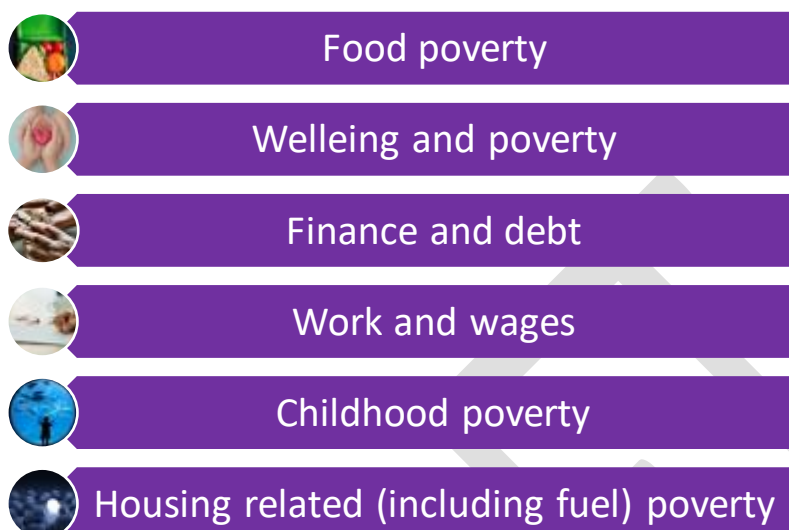 Food poverty
Welleing and poverty
Finance and debt
Work and wages
Childhood poverty
Housing related (including fuel) poverty